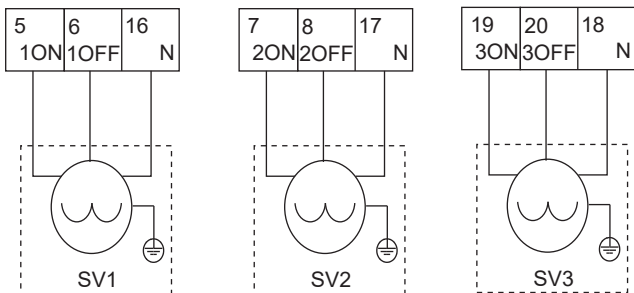 5 6 16
1ON 1OFF N
7 8 17
2ON 2OFF N
19 20 18
3ON 3OFF N
SV1
SV2
SV3